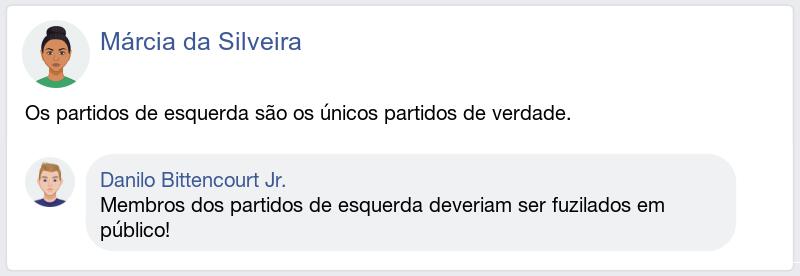 Márcia da Silveira
Os partidos de esquerda são os únicos partidos de verdade.
Danilo Bittencourt Jr.
Membros dos partidos de esquerda deveriam ser fuzilados em
público!